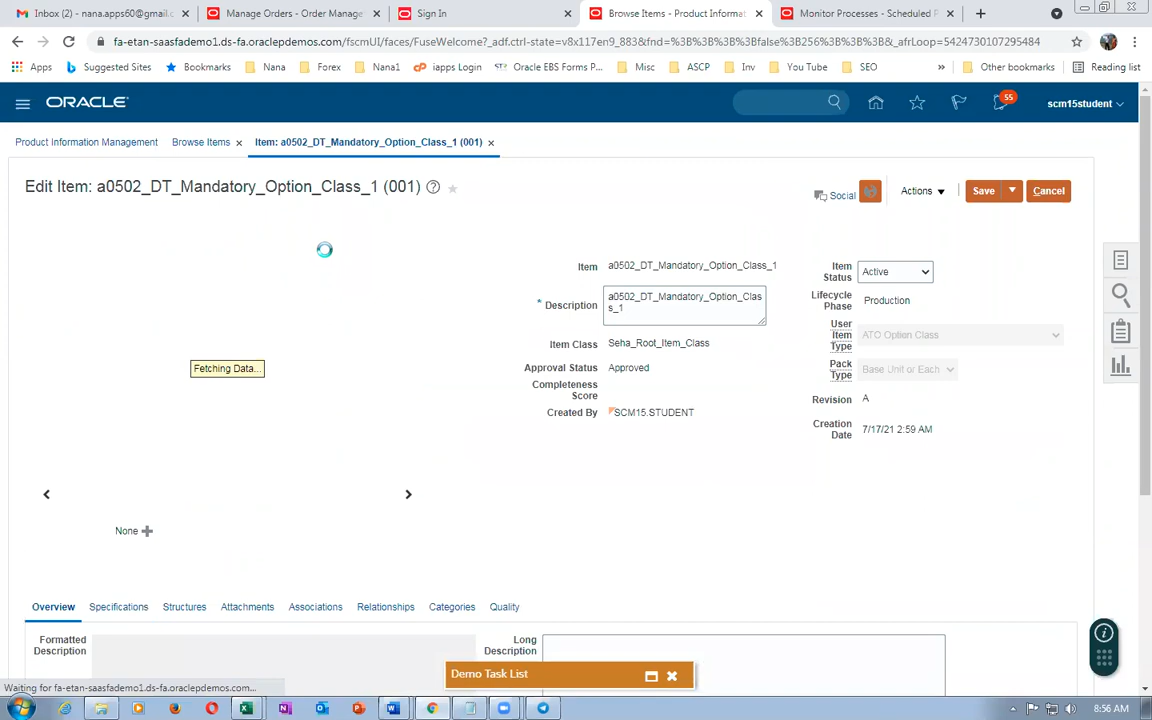 Inbox (2) - nana.apps60@gmail.c
Manage Orders - Order Manage
Sign In
Browse Items - Product Informat
Monitor Processes - Scheduled P
fa-etan-saasfademo1.ds-fa.oraclepdemos.com/fscmUI/faces/FuseWelcome?_adf.ctrl-state=v8x117en9_883&fnd=%3B%3B%3B%3Bfalse%3B256%3B%3B%3B&_afrLoop=5424730107295484
Apps
Suggested Sites
Bookmarks
Nana
Forex
Nana1
iapps Login
Oracle EBS Forms P...
Misc
ASCP
Inv
You Tube
SEO
»
Other bookmarks
Reading list
ORACLE
55
scm15student
Product Information Management
Browse Items
Item: a0502_DT_Mandatory_Option_Class_1 (001)
Edit Item: a0502_DT_Mandatory_Option_Class_1 (001)
Social
Actions
Save
Cancel
Item a0502_DT_Mandatory_Option_Class_1
* Description a0502_DT_Mandatory_Option_Clas
s_1
Item Class Seha_Root_Item_Class
Approval Status Approved
Completeness
Score
Created By SCM15.STUDENT
Item
Status
Active
Lifecycle
Phase
Production
User
Item
Type
ATO Option Class
Pack
Type
Base Unit or Each
Revision A
Creation
Date
7/17/21 2:59 AM
Fetching Data...
None
Overview
Specifications
Structures
Attachments
Associations
Relationships
Categories
Quality
Formatted
Description
Long
Description
Demo Task List
Waiting for fa-etan-saasfademo1.ds-fa.oraclepdemos.com...
8:56 AM